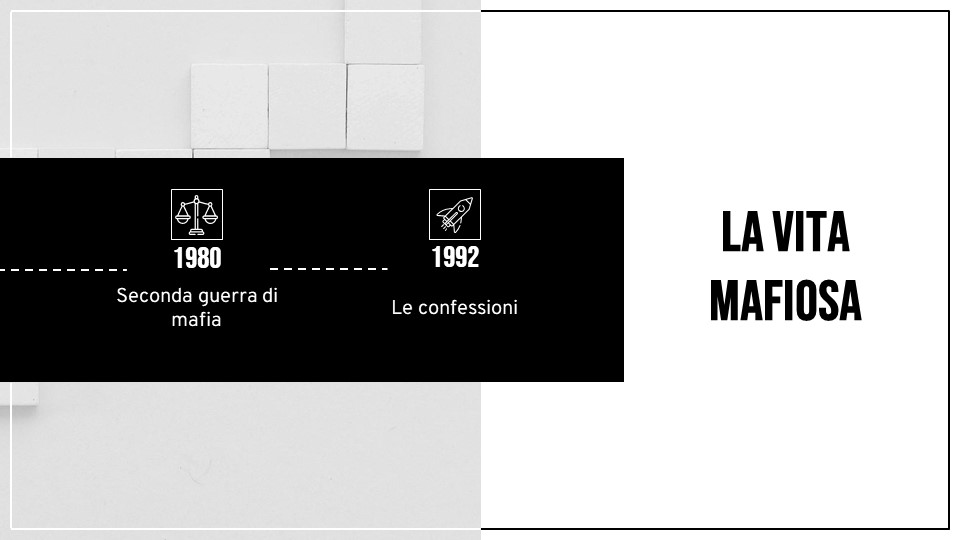 1980
Seconda guerra di
mafia
1992
Le confessioni
LA VITA
MAFIOSA